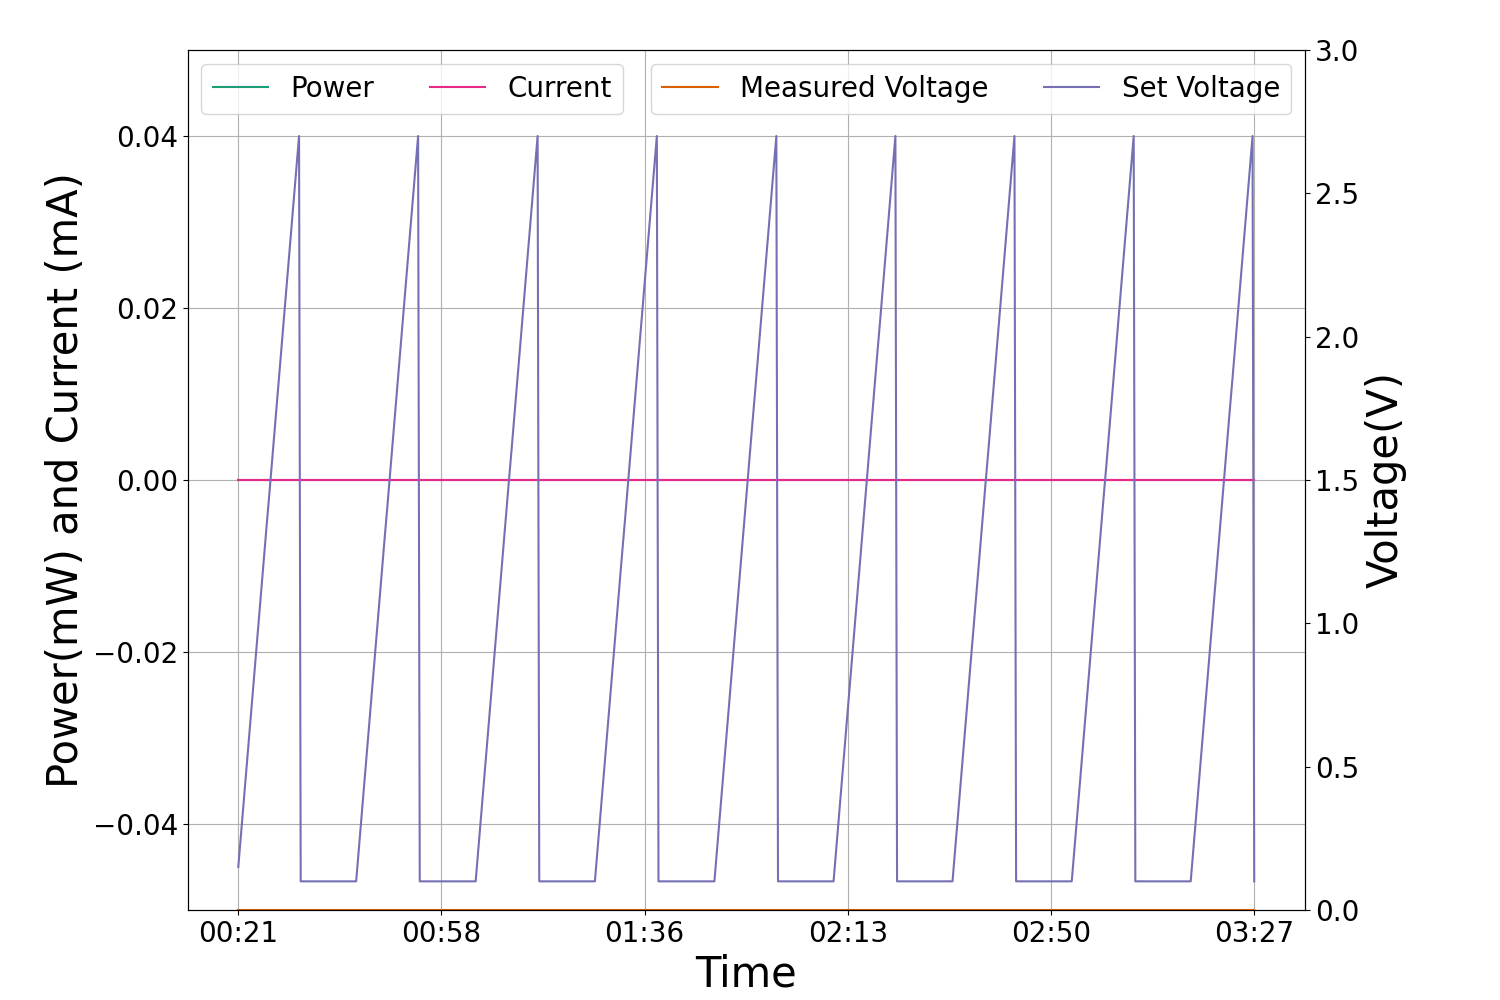 Power Current Measured Voltage Set Voltage
Power(mW) and Current (mA)
0.04
0.02
0.00
−0.02
−0.04
3.0
2.5
2.0
1.5
1.0
0.5
0.0
Voltage(V)
00:21 00:58 01:36 02:13 02:50 03:27
Time